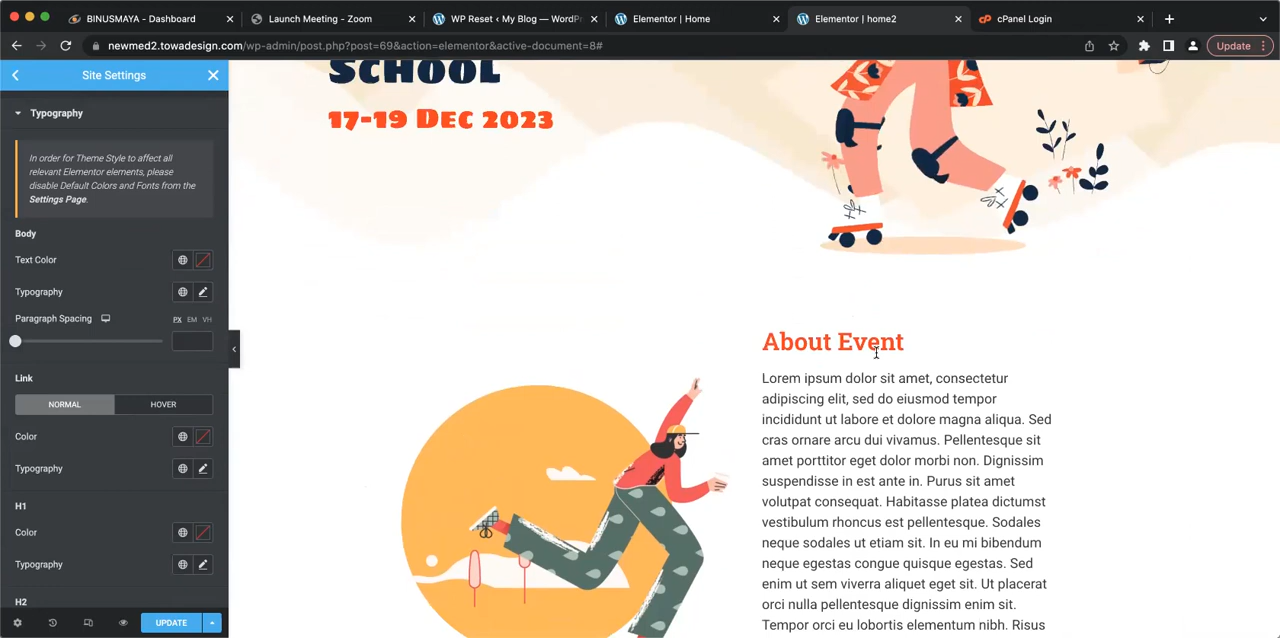 BINUSMAYA - Dashboard
Launch Meeting - Zoom
WP Reset ‹ My Blog — WordPr
Elementor | Home
Elementor | home2
cPanel Login
newmed2.towadesign.com/wp-admin/post.php?post=69&action=elementor&active-document=8#
Update
Site Settings
Typography
In order for Theme Style to affect all
relevant Elementor elements, please
disable Default Colors and Fonts from the
Settings Page.
Body
Text Color
Typography
Paragraph Spacing
PX EM VH
Link
NORMAL HOVER
Color
Typography
H1
Color
Typography
H2
UPDATE
SCHOOL
17-19 DEC 2023
About Event
Lorem ipsum dolor sit amet, consectetur
adipiscing elit, sed do eiusmod tempor
incididunt ut labore et dolore magna aliqua. Sed
cras ornare arcu dui vivamus. Pellentesque sit
amet porttitor eget dolor morbi non. Dignissim
suspendisse in est ante in. Purus sit amet
volutpat consequat. Habitasse platea dictumst
vestibulum rhoncus est pellentesque. Sodales
neque sodales ut etiam sit. In eu mi bibendum
neque egestas congue quisque egestas. Sed
enim ut sem viverra aliquet eget sit. Ut placerat
orci nulla pellentesque dignissim enim sit.
Tempor orci eu lobortis elementum nibh. Risus